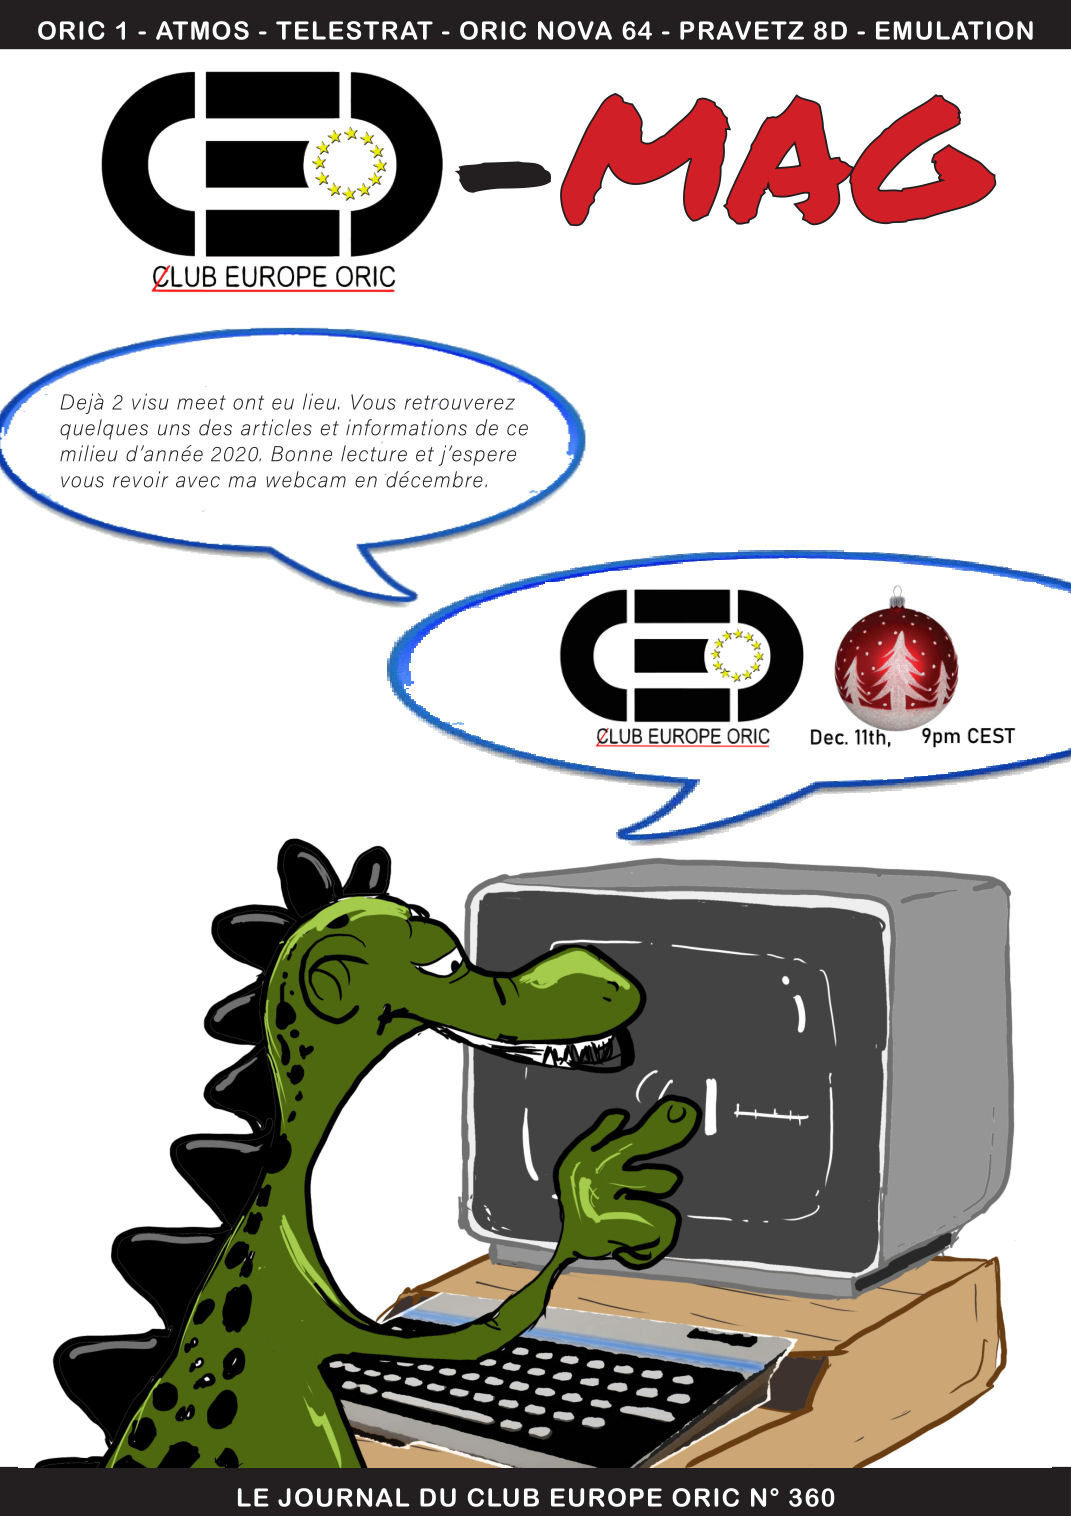 ORIC 1 - ATMOS - TELESTRAT - ORIC NOVA 64 - PRAVETZ 8D - EMULATION
CEO-MAG
CLUB EUROPE ORIC
Dejà 2 visu meet ont eu lieu. Vous retrouverez
quelques uns des articles et informations de ce
milieu d'année 2020. Bonne lecture et j'espere
vous revoir avec ma webcam en décembre.
CEO
CLUB EUROPE ORIC
Dec. 11th, 9pm CEST
LE JOURNAL DU CLUB EUROPE ORIC N° 360